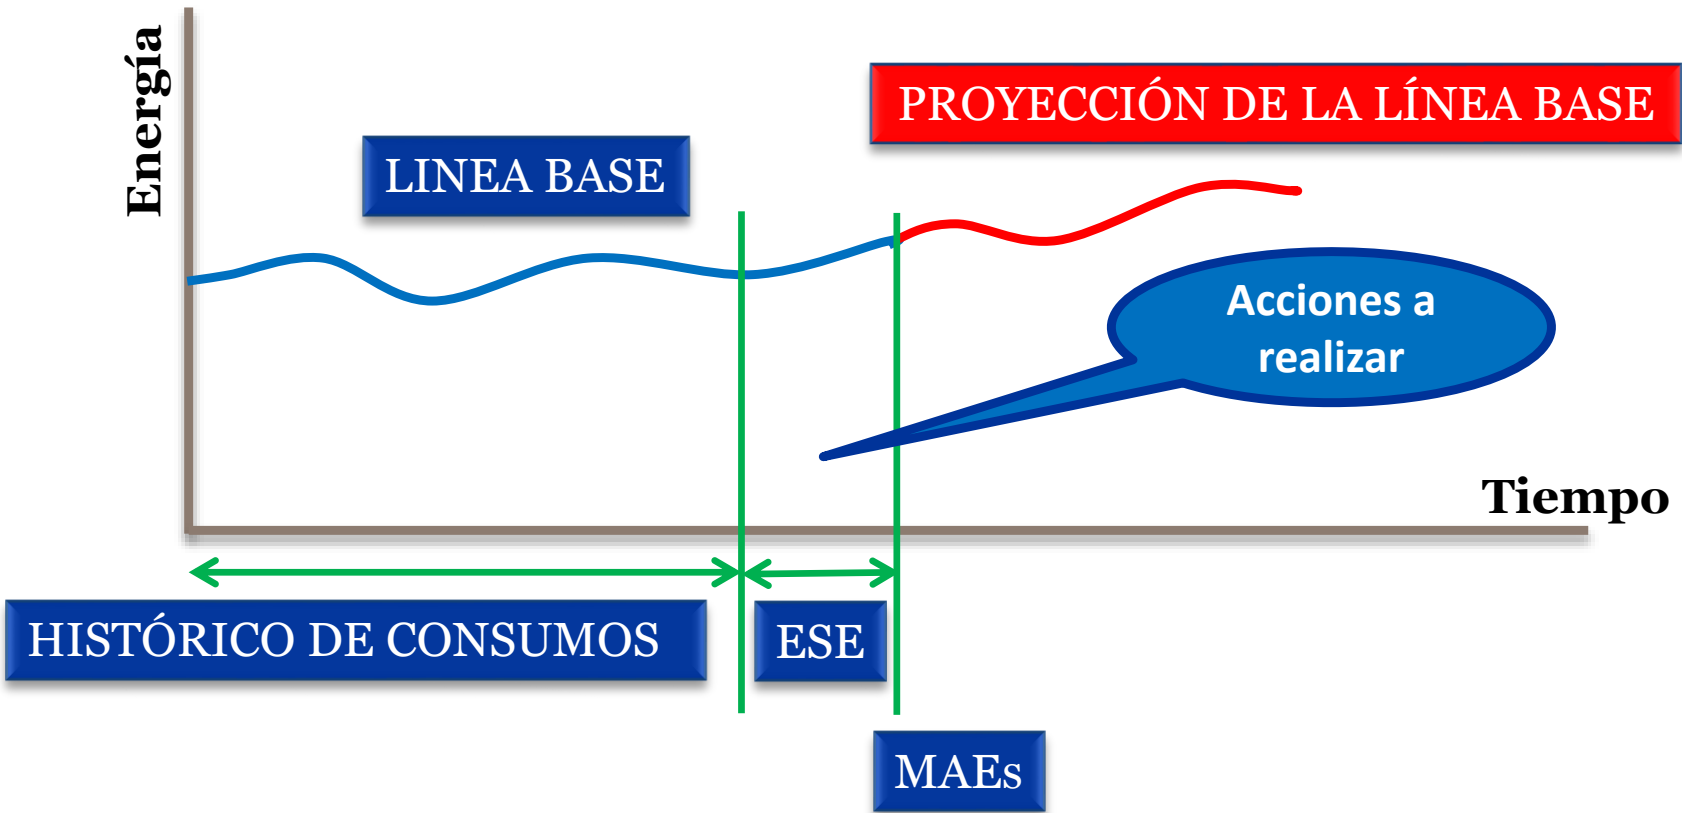 Energía
PROYECCIÓN DE LA LÍNEA BASE
LINEA BASE
Acciones a
realizar
Tiempo
HISTÓRICO DE CONSUMOS
ESE
MAEs